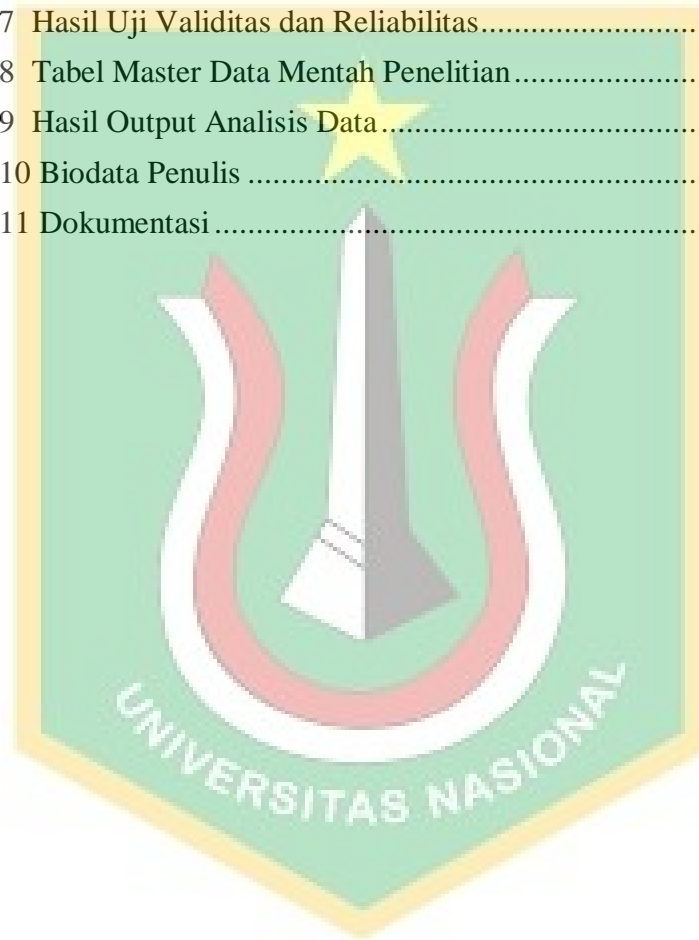 7 Hasil Uji Validitas dan Reliabilitas..............................
8 Tabel Master Data Mentah Penelitian..........................
9 Hasil Output Analisis Data..........................................
10 Biodata Penulis ..........................................................
11 Dokumentasi..............................................................
UNIVERSITAS NASIONAL